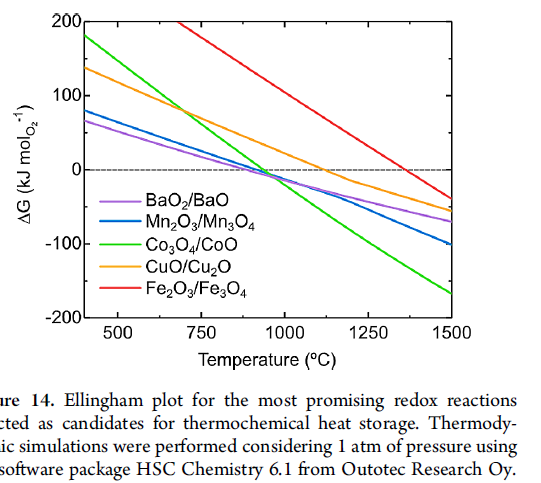 200
100
0
-100
-200
ΔG (kJ mol_O₂⁻¹)
BaO₂/BaO
Mn₂O₃/Mn₃O₄
Co₃O₄/CoO
CuO/Cu₂O
Fe₂O₃/Fe₃O₄
500 750 1000 1250 1500
Temperature (ºC)
ure 14. Ellingham plot for the most promising redox reactions
cted as candidates for thermochemical heat storage. Thermody-
ic simulations were performed considering 1 atm of pressure using
software package HSC Chemistry 6.1 from Outotec Research Oy.